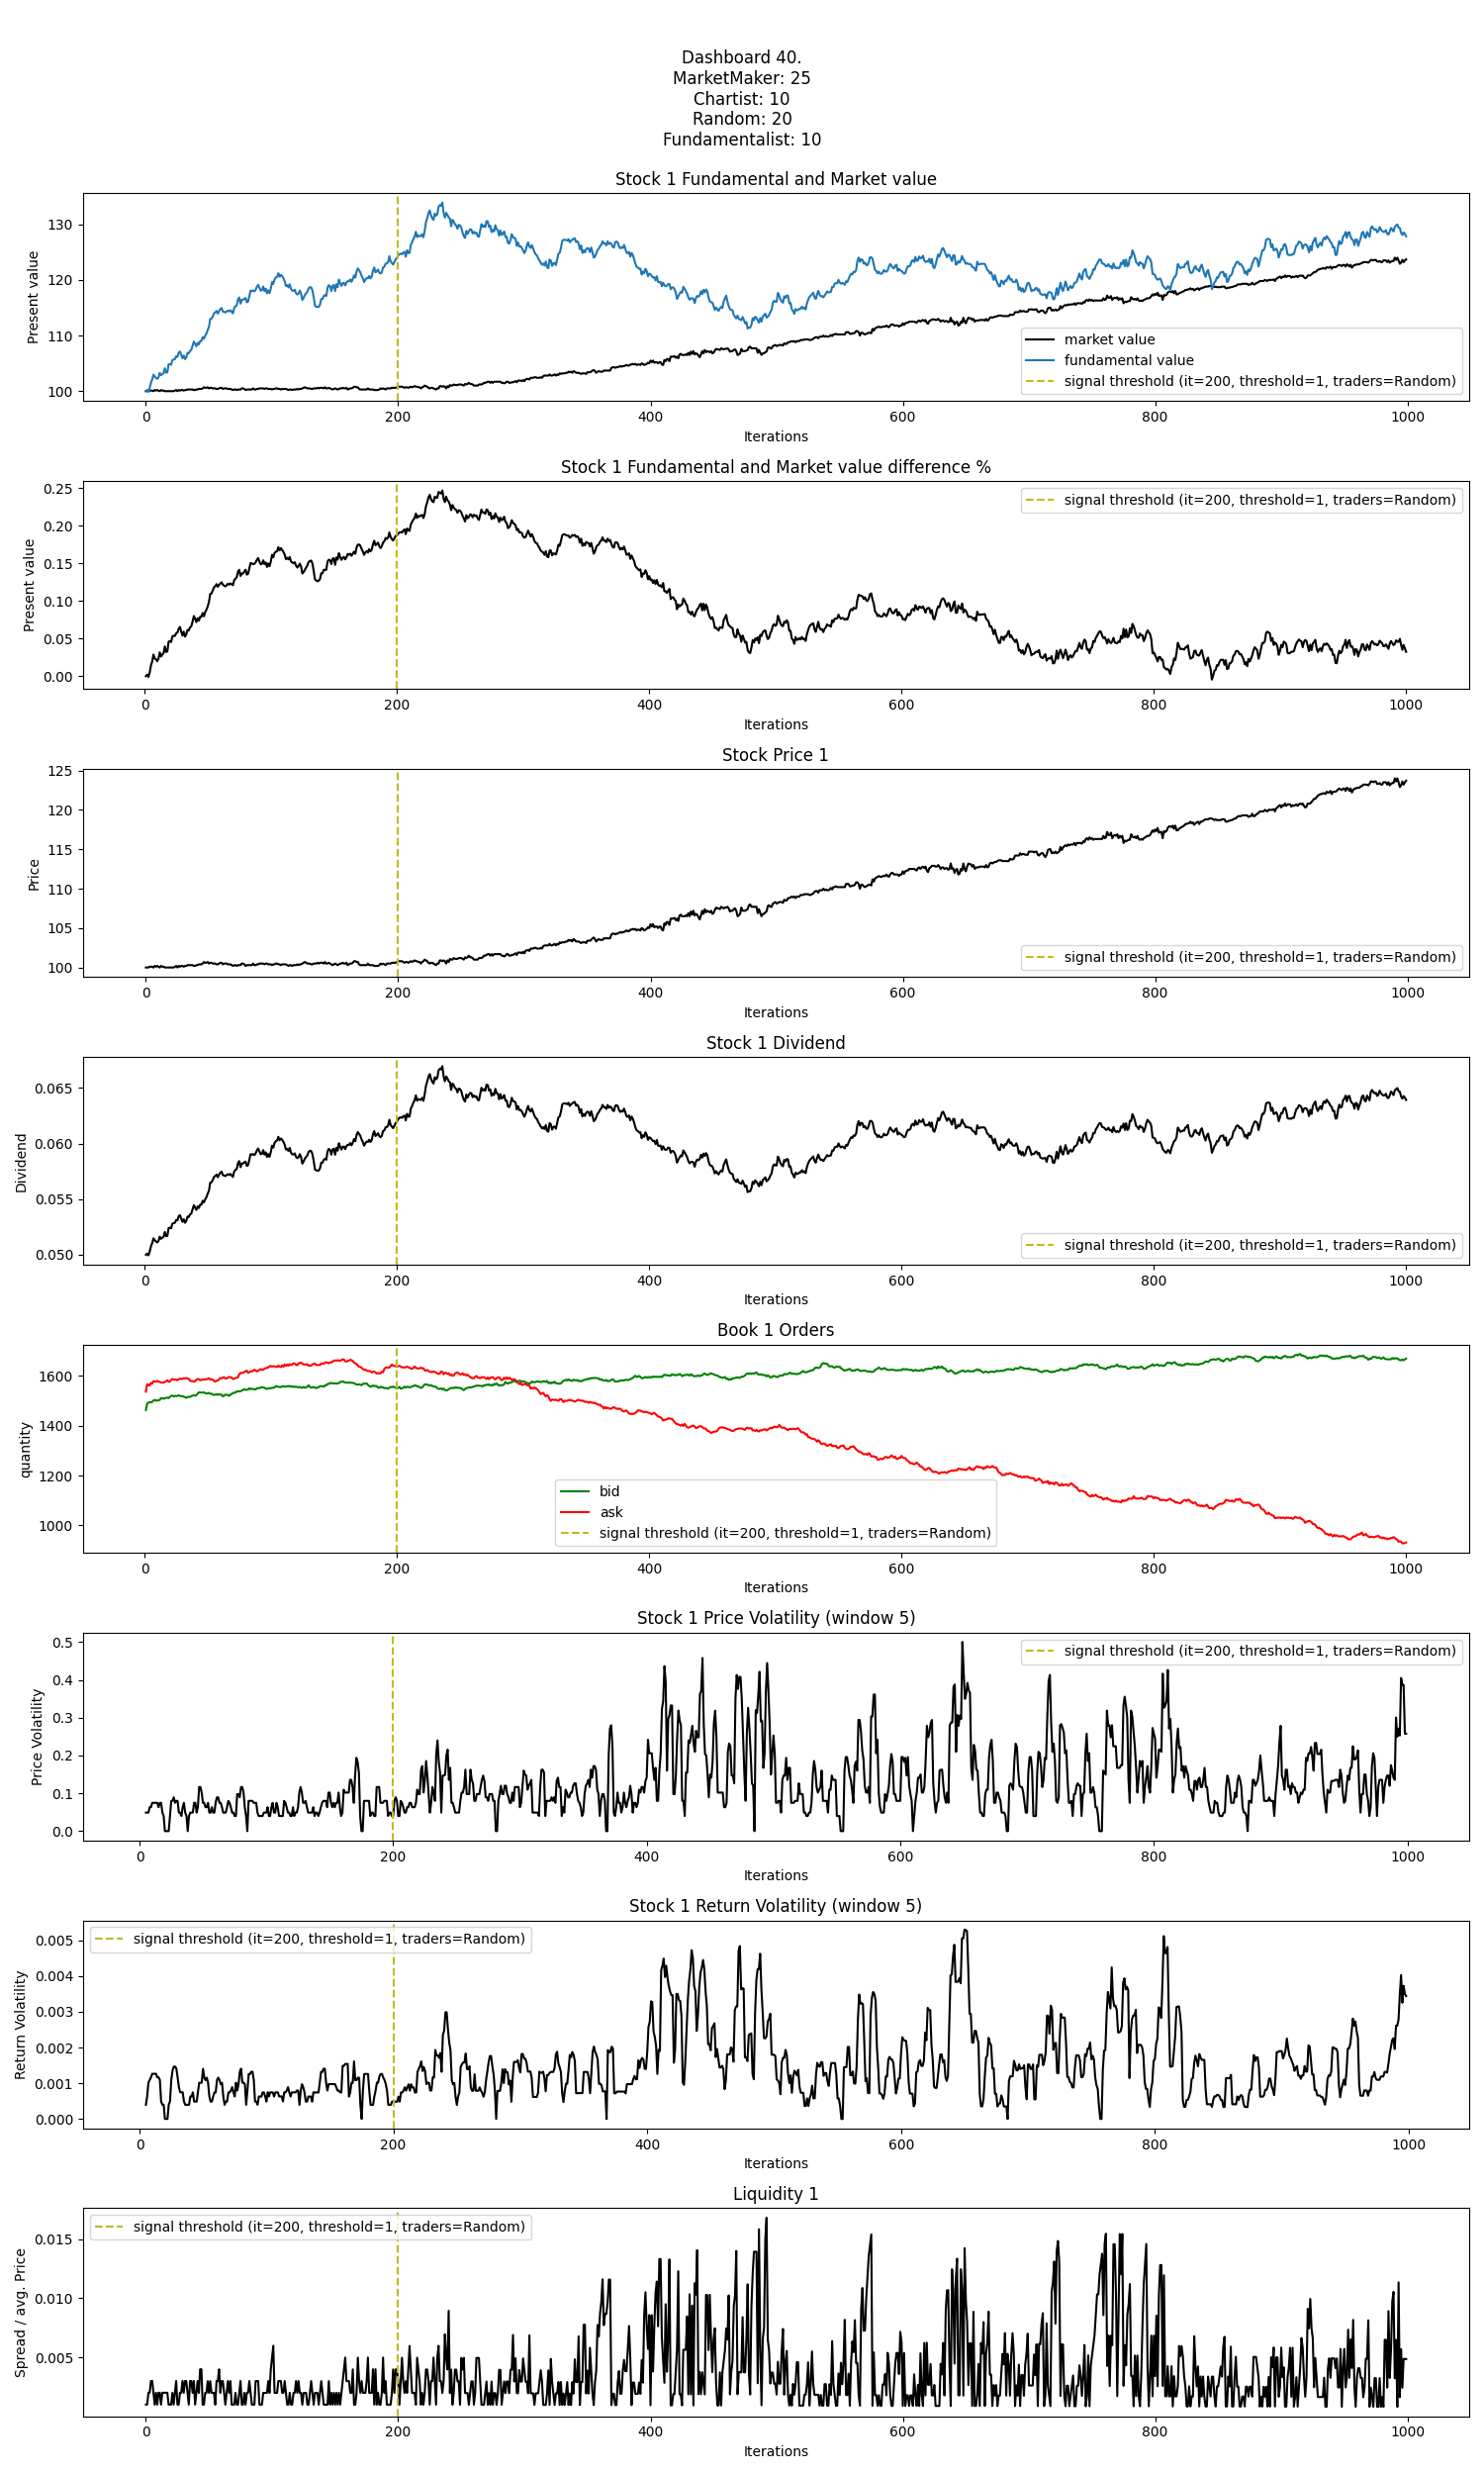 Dashboard 40.
MarketMaker: 25
Chartist: 10
Random: 20
Fundamentalist: 10
Stock 1 Fundamental and Market value
Present value
130
120
110
100
market value
fundamental value
signal threshold (it=200, threshold=1, traders=Random)
0 200 400 600 800 1000
Iterations
Stock 1 Fundamental and Market value difference %
Present value
0.25
0.20
0.15
0.10
0.05
0.00
signal threshold (it=200, threshold=1, traders=Random)
0 200 400 600 800 1000
Iterations
Stock Price 1
Price
125
120
115
110
105
100
signal threshold (it=200, threshold=1, traders=Random)
0 200 400 600 800 1000
Iterations
Stock 1 Dividend
Dividend
0.065
0.060
0.055
0.050
signal threshold (it=200, threshold=1, traders=Random)
0 200 400 600 800 1000
Iterations
Book 1 Orders
quantity
1600
1400
1200
1000
bid
ask
signal threshold (it=200, threshold=1, traders=Random)
0 200 400 600 800 1000
Iterations
Stock 1 Price Volatility (window 5)
Price Volatility
0.5
0.4
0.3
0.2
0.1
0.0
signal threshold (it=200, threshold=1, traders=Random)
0 200 400 600 800 1000
Iterations
Stock 1 Return Volatility (window 5)
Return Volatility
0.005
0.004
0.003
0.002
0.001
0.000
signal threshold (it=200, threshold=1, traders=Random)
0 200 400 600 800 1000
Iterations
Liquidity 1
Spread / avg. Price
0.015
0.010
0.005
signal threshold (it=200, threshold=1, traders=Random)
0 200 400 600 800 1000
Iterations